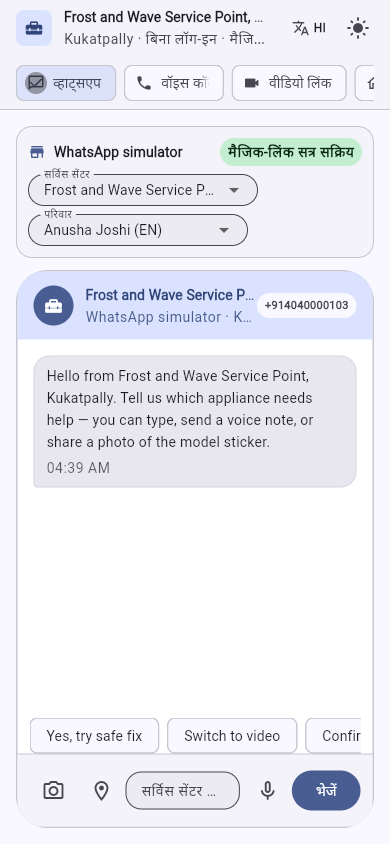 Frost and Wave Service Point, ...
Kukatpally · बिना लॉग-इन · मैजि...
HI
व्हाट्सएप
वॉइस
वीडियो लिंक
WhatsApp simulator
मैजिक-लिंक सत्र सक्रिय
सर्विस सेंटर
Frost and Wave Service P...
परिवार
Anusha Joshi (EN)
Frost and Wave Service P...
WhatsApp simulator · K...
+914040000103
Hello from Frost and Wave Service Point,
Kukatpally. Tell us which appliance needs
help — you can type, send a voice note, or
share a photo of the model sticker.
04:39 AM
Yes, try safe fix
Switch to video
सर्विस सेंटर ...
भेजें